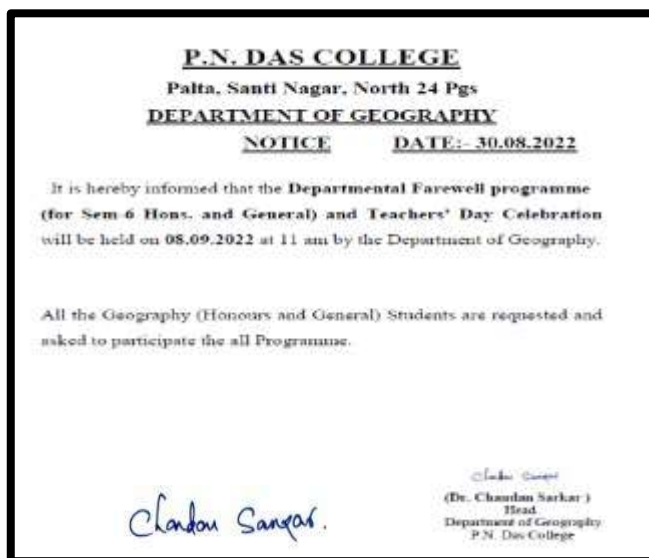 P.N. DAS COLLEGE
Palta, Santi Nagar, North 24 Pgs
DEPARTMENT OF GEOGRAPHY
NOTICE DATE:- 30.08.2022
It is hereby informed that the Departmental Farewell programme
(for Sem-6 Hons. and General) and Teachers' Day Celebration
will be held on 08.09.2022 at 11 am by the Department of Geography.
All the Geography (Honours and General) Students are requested and
asked to participate the all Programme.
Chandan Sarkar.
Chandan Sarkar
(Dr. Chandan Sarkar )
Head
Department of Geography
P.N. Das College